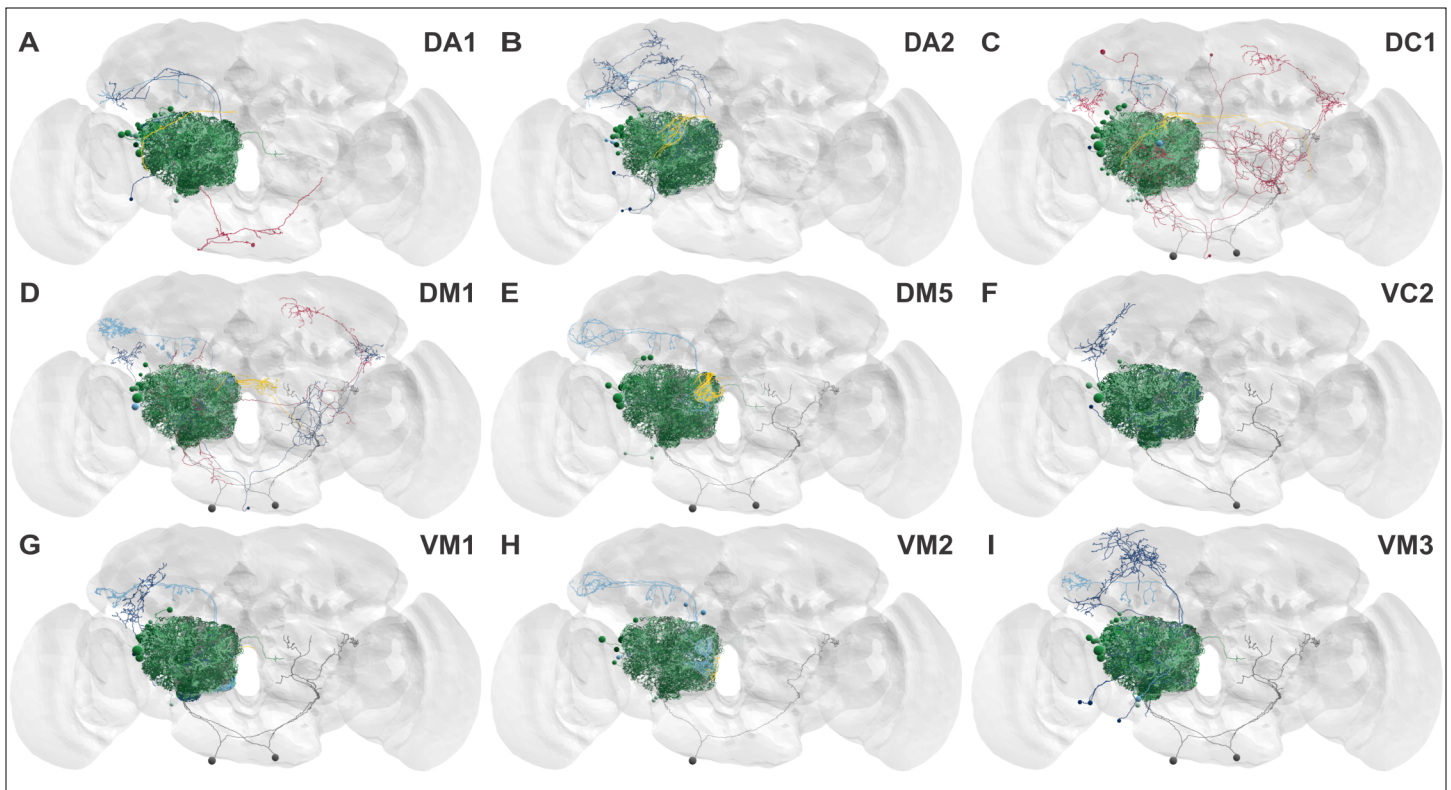 A DA1
B DA2
C DC1
D DM1
E DM5
F VC2
G VM1
H VM2
I VM3